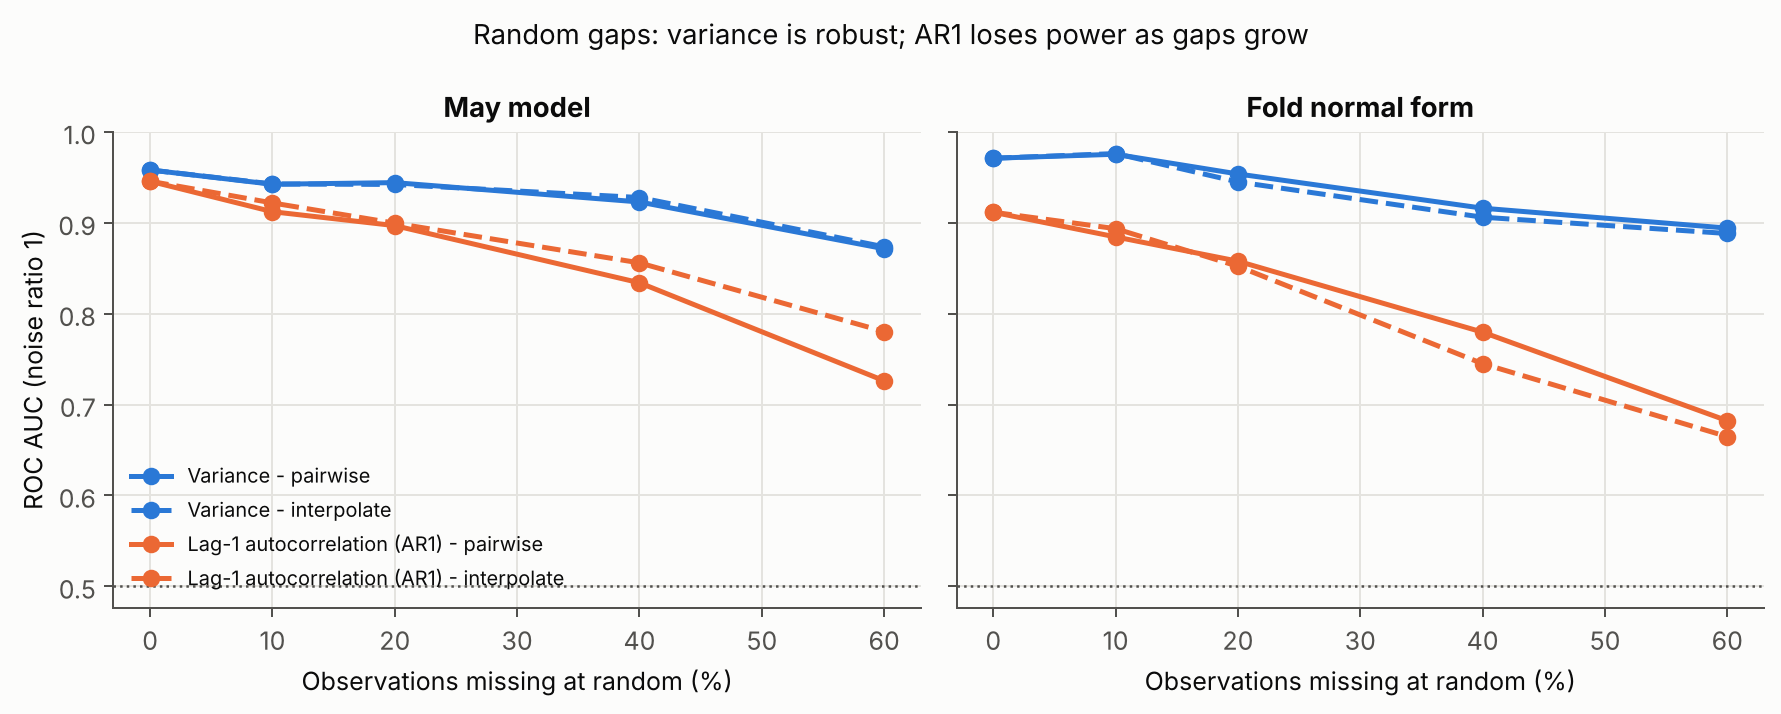 Random gaps: variance is robust; AR1 loses power as gaps grow
May model
Fold normal form
ROC AUC (noise ratio 1)
1.0
0.9
0.8
0.7
0.6
0.5
Variance - pairwise
Variance - interpolate
Lag-1 autocorrelation (AR1) - pairwise
Lag-1 autocorrelation (AR1) - interpolate
0 10 20 30 40 50 60
0 10 20 30 40 50 60
Observations missing at random (%)
Observations missing at random (%)